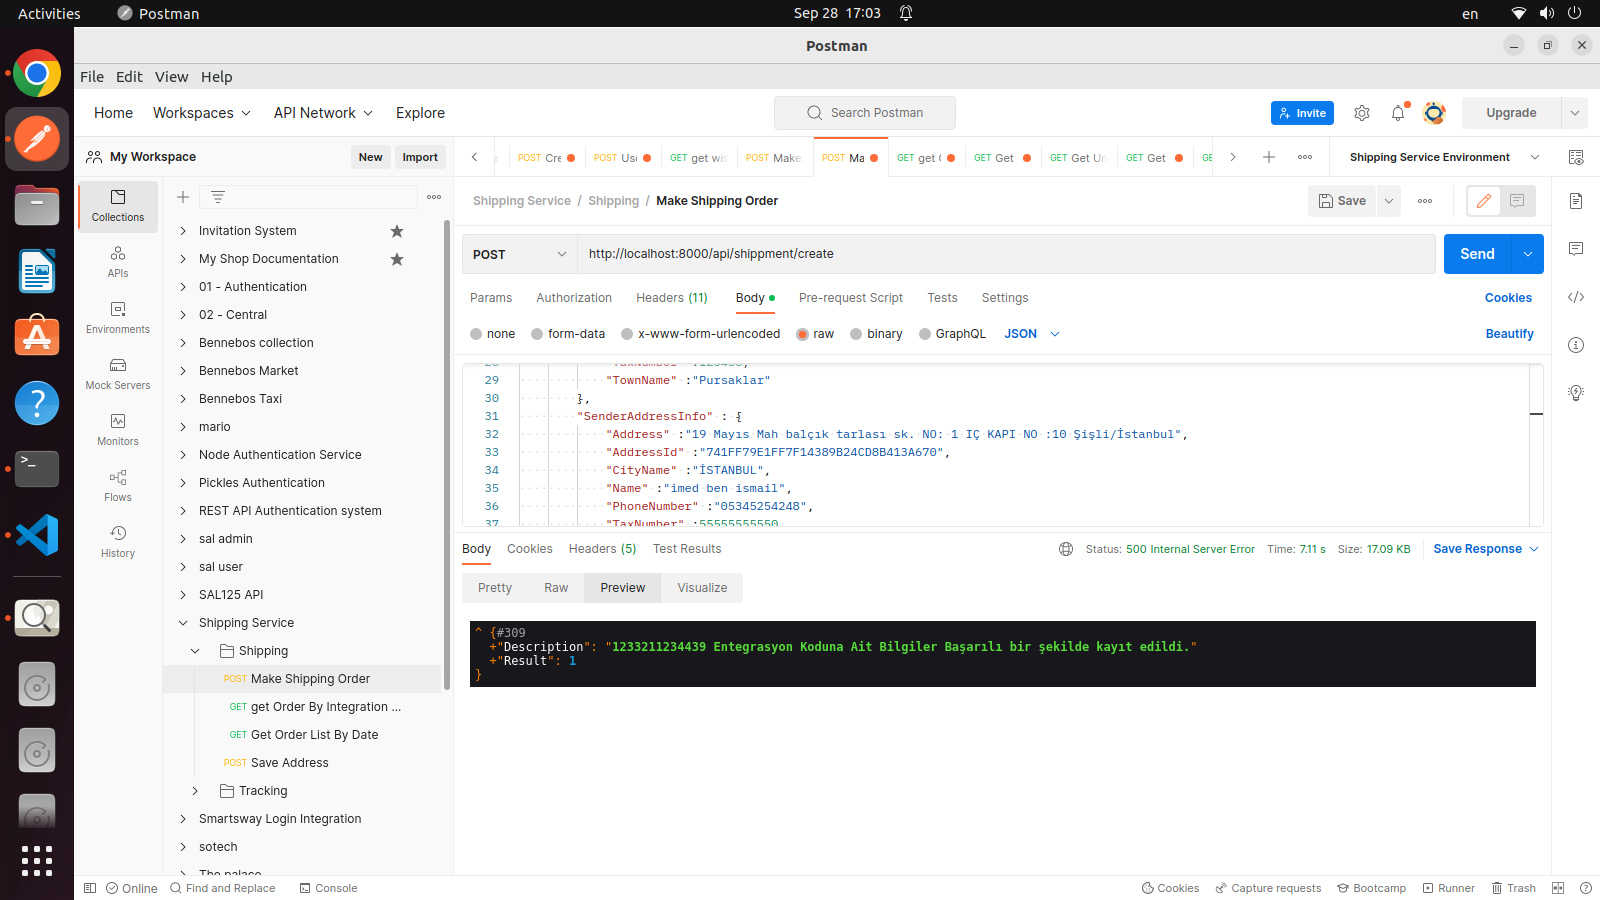 Activities
Postman
Sep 28 17:03
en
Postman
File Edit View Help
Home Workspaces API Network Explore
Search Postman
Invite
Upgrade
My Workspace
New
Import
POST Cre
POST Use
GET get wi
POST Make
POST Ma
GET get
GET Get
GET Get Un
GET Get
Shipping Service Environment
Collections
APIs
Environments
Mock Servers
Monitors
Flows
History
Invitation System
My Shop Documentation
01 - Authentication
02 - Central
Bennebos collection
Bennebos Market
Bennebos Taxi
mario
Node Authentication Service
Pickles Authentication
REST API Authentication system
sal admin
sal user
SAL125 API
Shipping Service
Shipping
POST Make Shipping Order
GET get Order By Integration ...
GET Get Order List By Date
POST Save Address
Tracking
Smartsway Login Integration
sotech
The palace
Shipping Service / Shipping / Make Shipping Order
Save
POST
http://localhost:8000/api/shippment/create
Send
Params Authorization Headers (11) Body Pre-request Script Tests Settings
Cookies
none form-data x-www-form-urlencoded raw binary GraphQL JSON
Beautify
29 "TownName" :"Pursaklar"
30 },
31 "SenderAddressInfo" : {
32 "Address" :"19 Mayıs Mah balçık tarlası sk. NO: 1 IÇ KAPI NO :10 Şişli/İstanbul",
33 "AddressId" :"741FF79E1FF7F14389B24CD8B413A670",
34 "CityName" :"İSTANBUL",
35 "Name" :"imed ben ismail",
36 "PhoneNumber" :"05345254248",
37 "TaxNumber" :55555555550
Body Cookies Headers (5) Test Results
Status: 500 Internal Server Error Time: 7.11 s Size: 17.09 KB Save Response
Pretty Raw Preview Visualize
^ {#309
+"Description": "1233211234439 Entegrasyon Koduna Ait Bilgiler Başarılı bir şekilde kayıt edildi."
+"Result": 1
}
Online Find and Replace Console
Cookies Capture requests Bootcamp Runner Trash